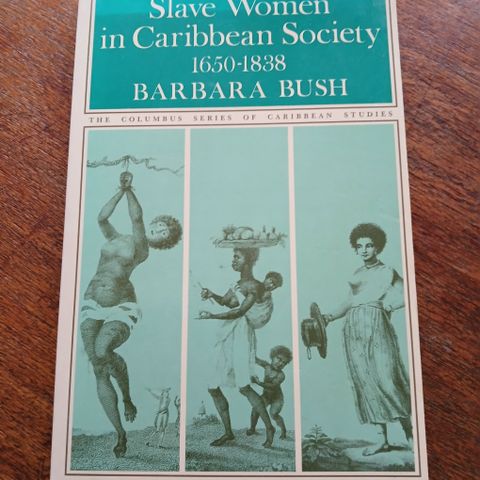 Slave Women
in Caribbean Society
1650-1838
BARBARA BUSH
THE COLUMBUS SERIES OF CARIBBEAN STUDIES